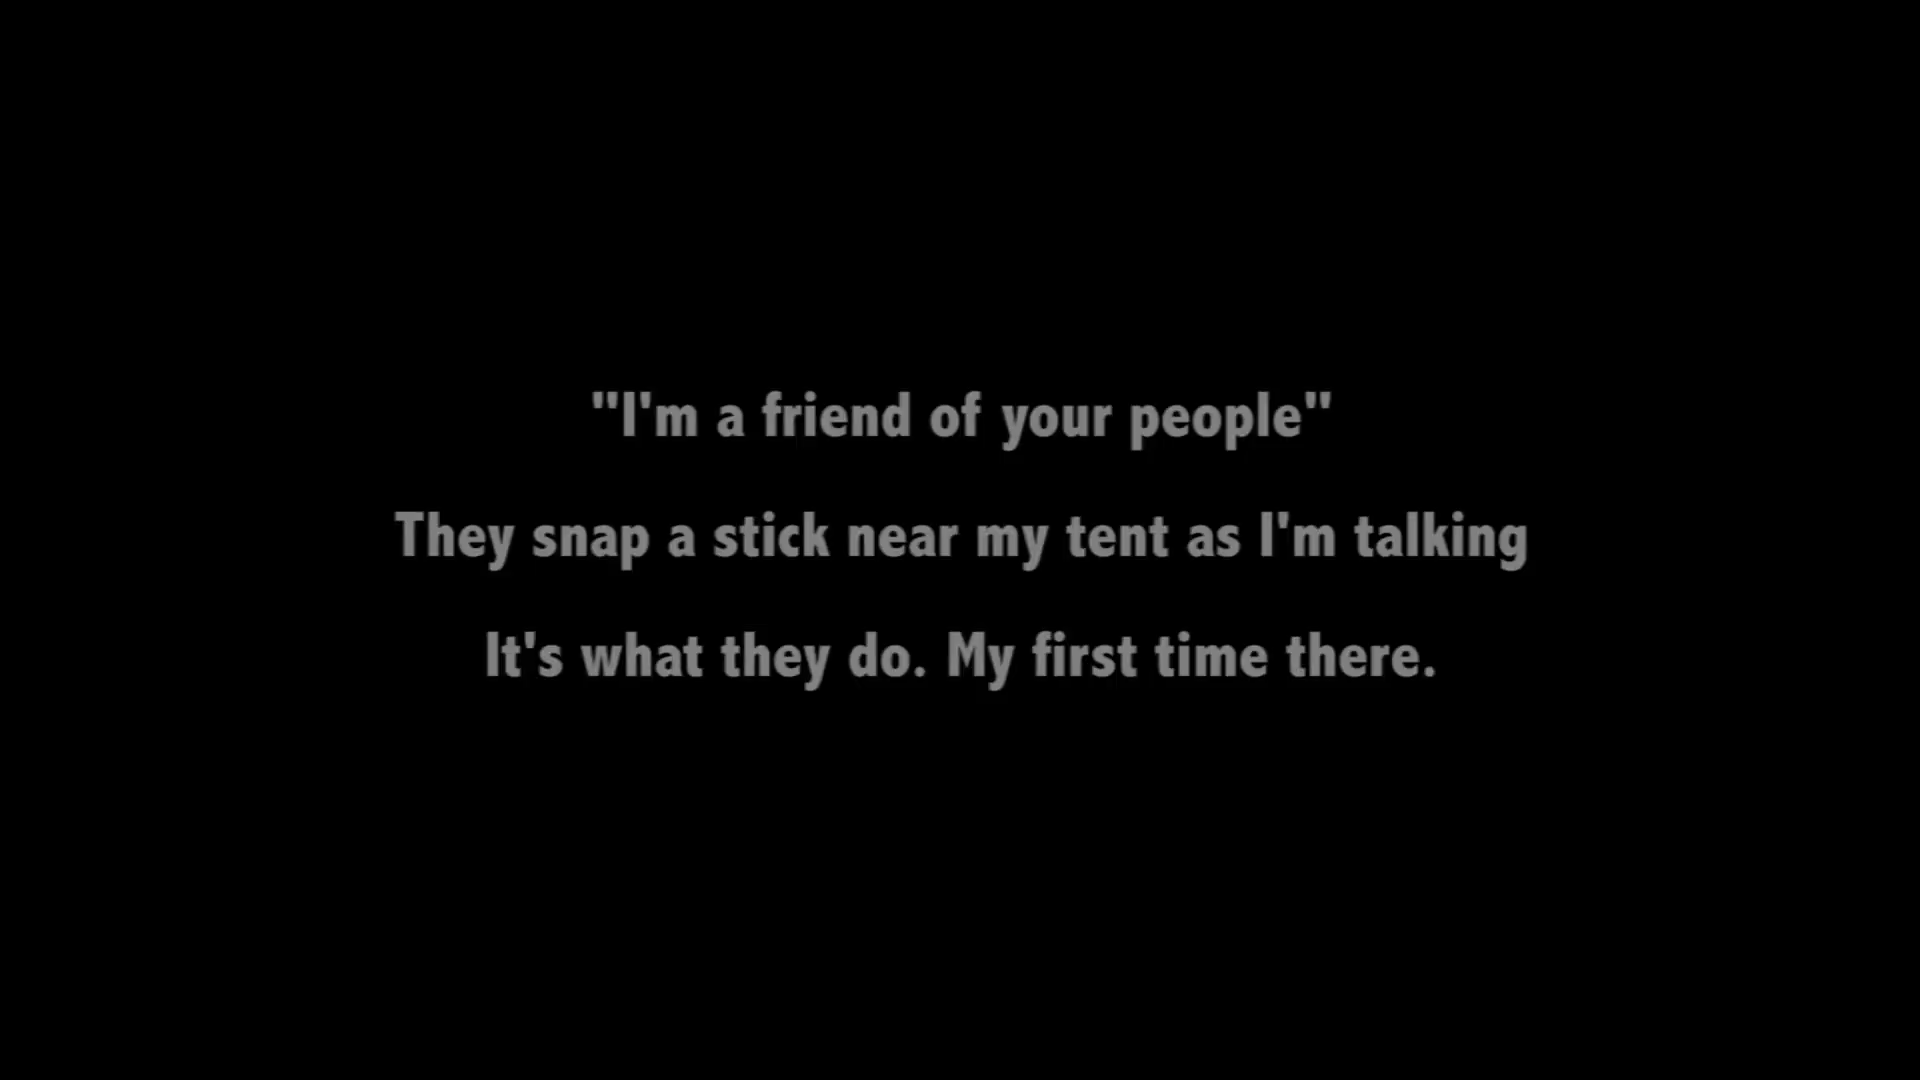 "I'm a friend of your people"
They snap a stick near my tent as I'm talking
It's what they do. My first time there.